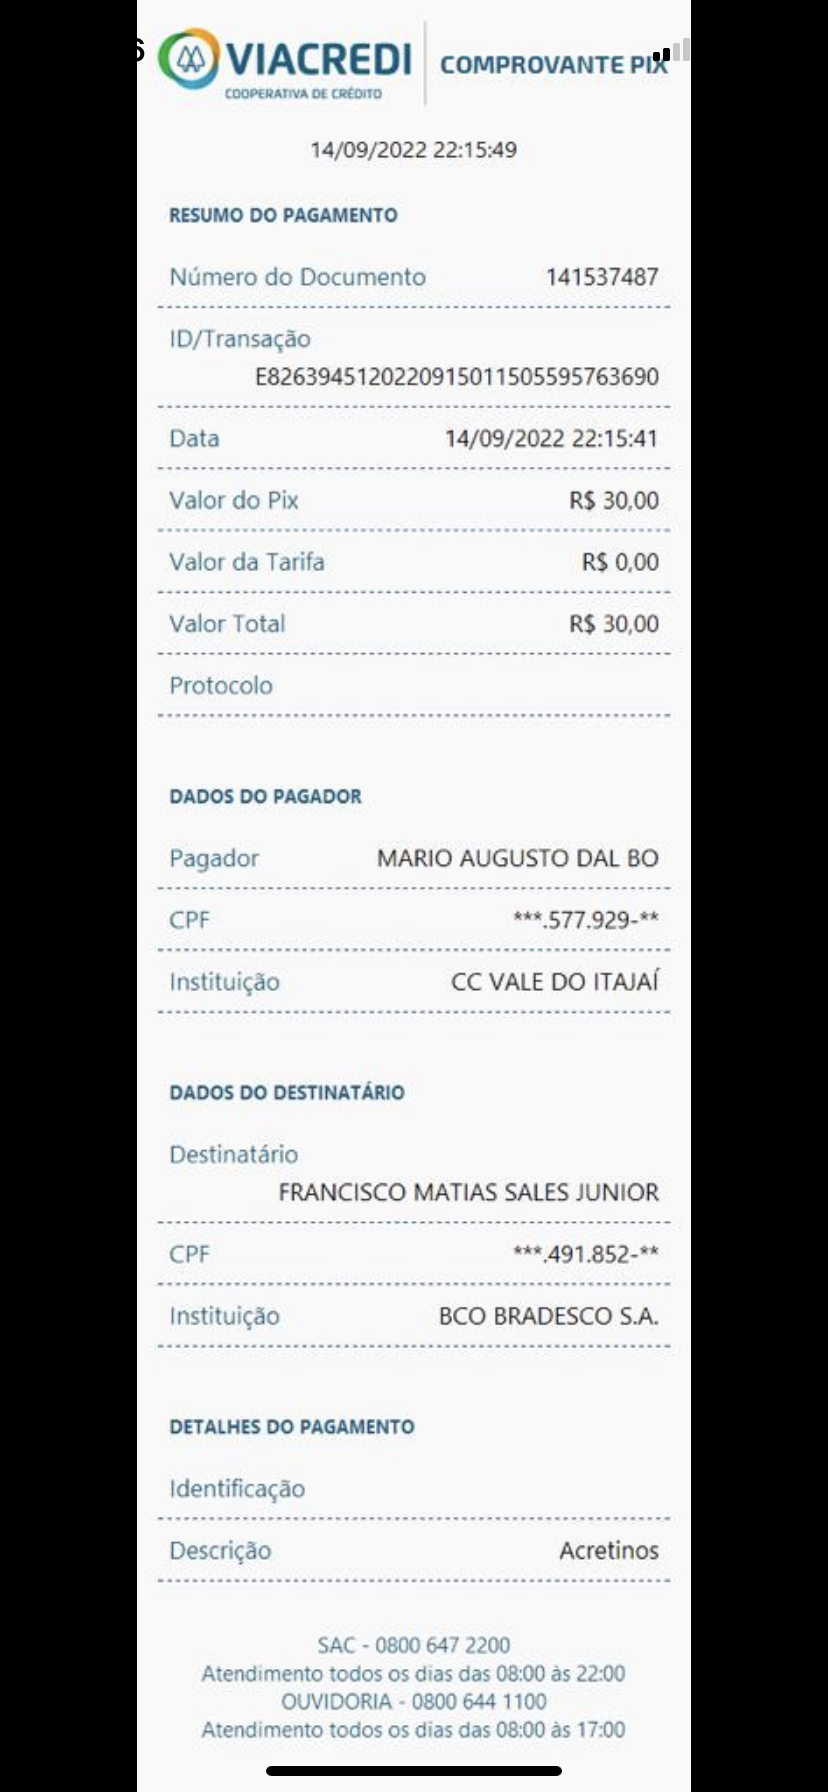 VIACREDI
COOPERATIVA DE CRÉDITO
COMPROVANTE PIX
14/09/2022 22:15:49
RESUMO DO PAGAMENTO
Número do Documento 141537487
ID/Transação
E8263945120220915011505595763690
Data 14/09/2022 22:15:41
Valor do Pix R$ 30,00
Valor da Tarifa R$ 0,00
Valor Total R$ 30,00
Protocolo
DADOS DO PAGADOR
Pagador MARIO AUGUSTO DAL BO
CPF ***.577.929-**
Instituição CC VALE DO ITAJAÍ
DADOS DO DESTINATÁRIO
Destinatário
FRANCISCO MATIAS SALES JUNIOR
CPF ***.491.852-**
Instituição BCO BRADESCO S.A.
DETALHES DO PAGAMENTO
Identificação
Descrição Acretinos
SAC - 0800 647 2200
Atendimento todos os dias das 08:00 às 22:00
OUVIDORIA - 0800 644 1100
Atendimento todos os dias das 08:00 às 17:00